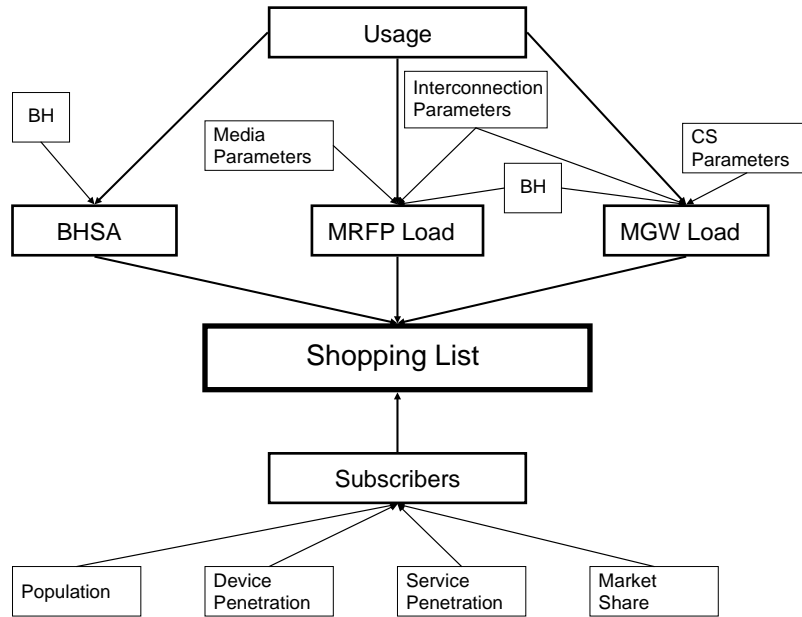 Usage
Interconnection
Parameters
BH
Media
Parameters
CS
Parameters
BH
BHSA
MRFP Load
MGW Load
Shopping List
Subscribers
Population
Device
Penetration
Service
Penetration
Market
Share